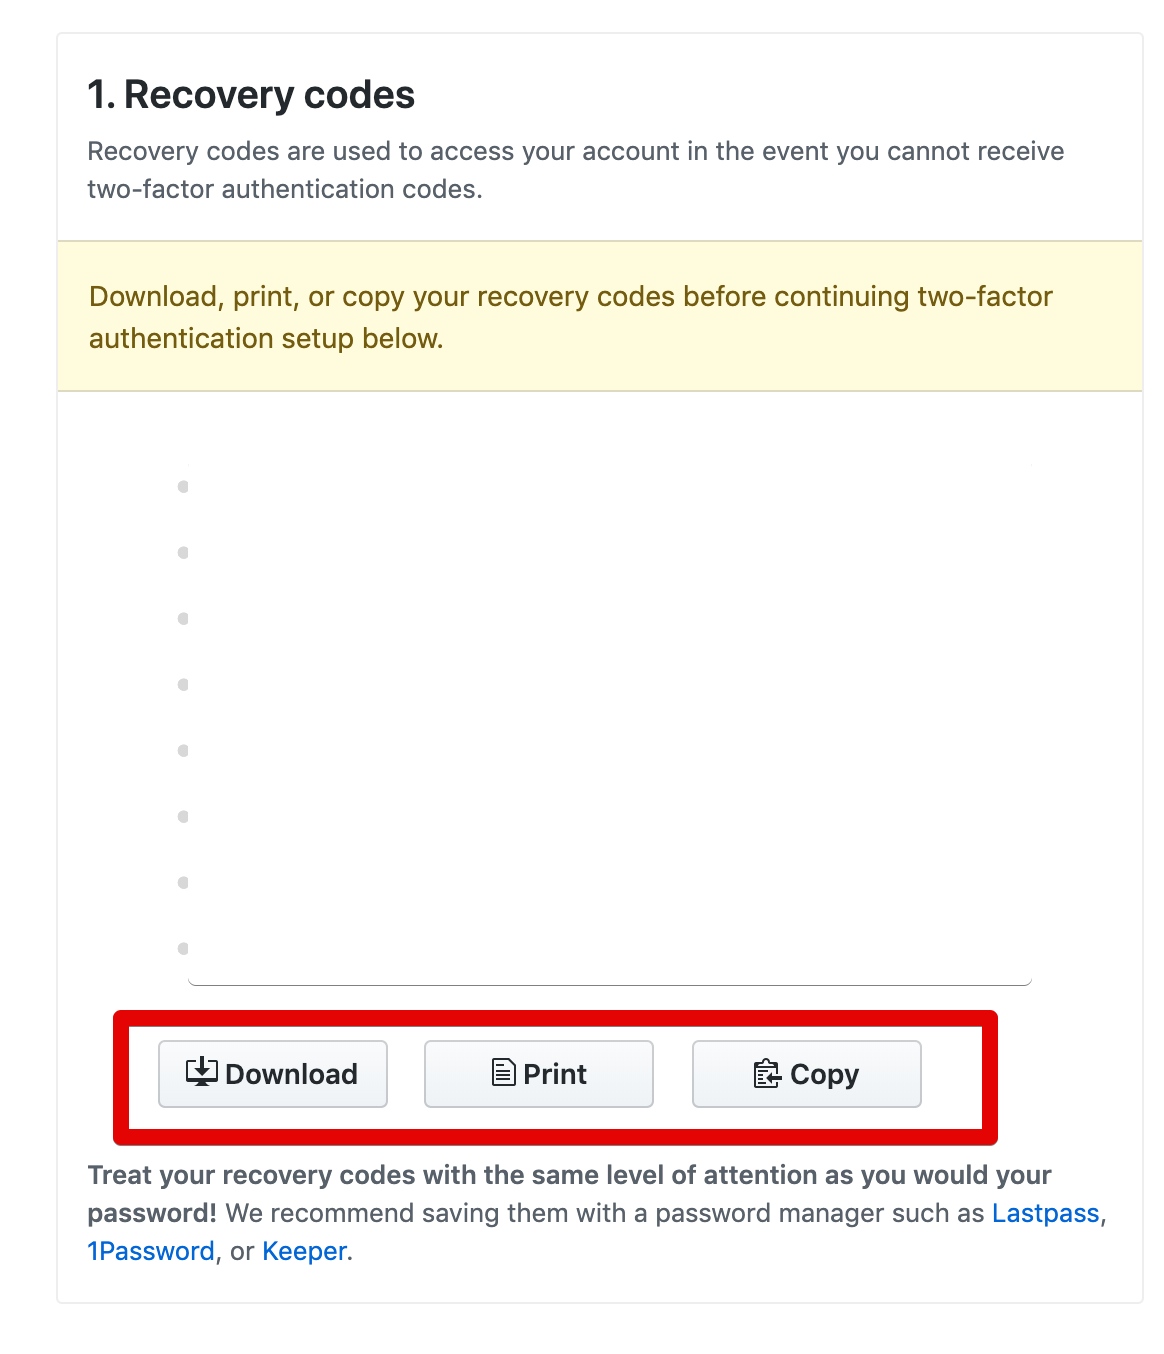 1. Recovery codes
Recovery codes are used to access your account in the event you cannot receive
two-factor authentication codes.
Download, print, or copy your recovery codes before continuing two-factor
authentication setup below.
Download
Print
Copy
Treat your recovery codes with the same level of attention as you would your
password! We recommend saving them with a password manager such as Lastpass,
1Password, or Keeper.